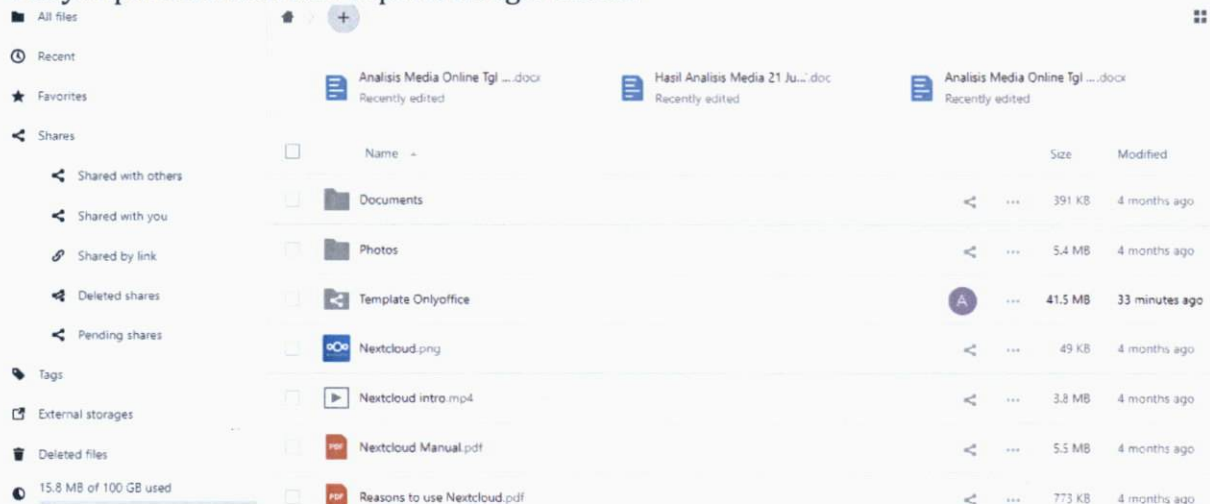 All files
Recent
Favorites
Shares
Shared with others
Shared with you
Shared by link
Deleted shares
Pending shares
Tags
External storages
Deleted files
15.8 MB of 100 GB used
+
Analisis Media Online Tgl ....docx
Recently edited
Hasil Analisis Media 21 Ju....doc
Recently edited
Analisis Media Online Tgl ....docx
Recently edited
Name Size Modified
Documents 391 KB 4 months ago
Photos 5.4 MB 4 months ago
Template Onlyoffice A 41.5 MB 33 minutes ago
Nextcloud.png 49 KB 4 months ago
Nextcloud intro.mp4 3.8 MB 4 months ago
PDF Nextcloud Manual.pdf 5.5 MB 4 months ago
PDF Reasons to use Nextcloud.pdf 773 KB 4 months ago